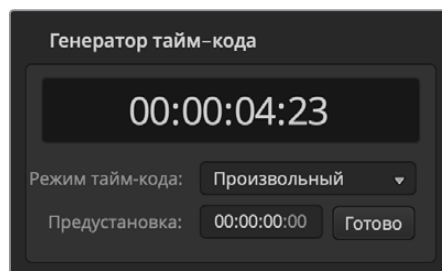 Генератор тайм–кода
00:00:04:23
Режим тайм-кода: Произвольный
Предустановка: 00:00:00:00 Готово